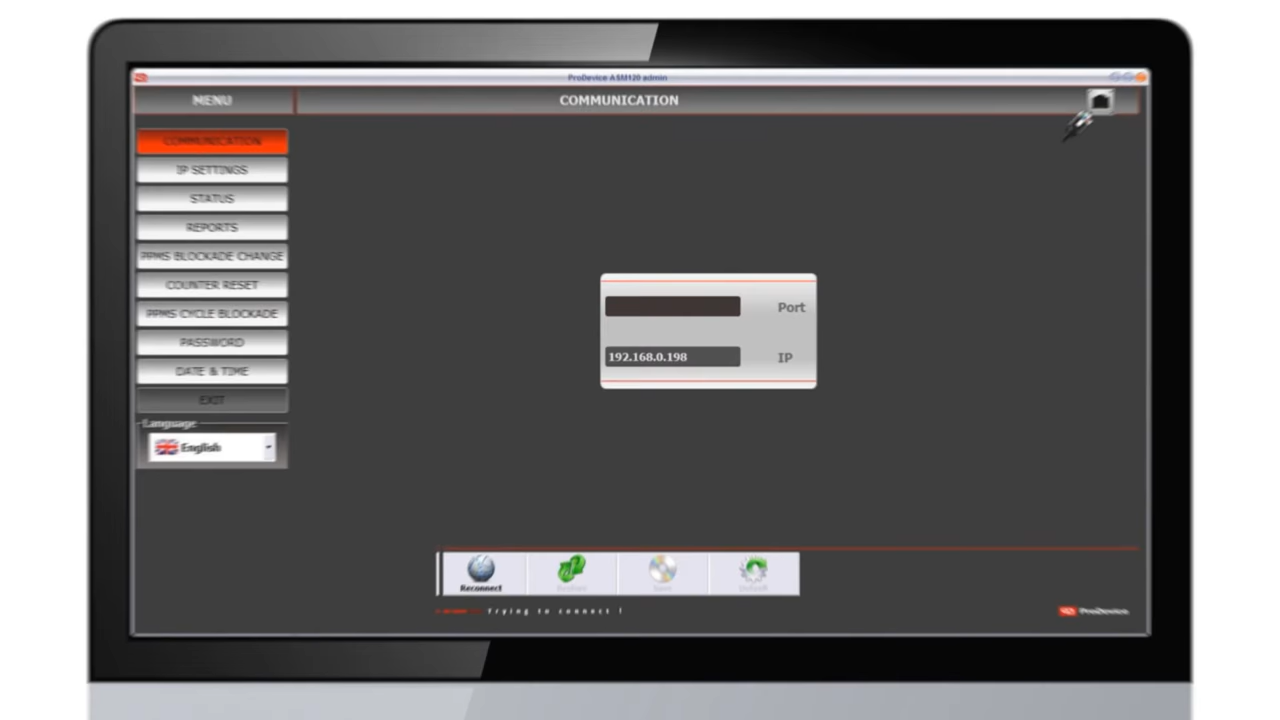 ProDevice ASM120 admin
MENU
COMMUNICATION
COMMUNICATION
IP SETTINGS
STATUS
REPORTS
PPMS BLOCKADE CHANGE
COUNTER RESET
PPMS CYCLE BLOCKADE
PASSWORD
DATE & TIME
EXIT
Language
English
Port
192.168.0.198 IP
Reconnect
Trying to connect !
ProDevice